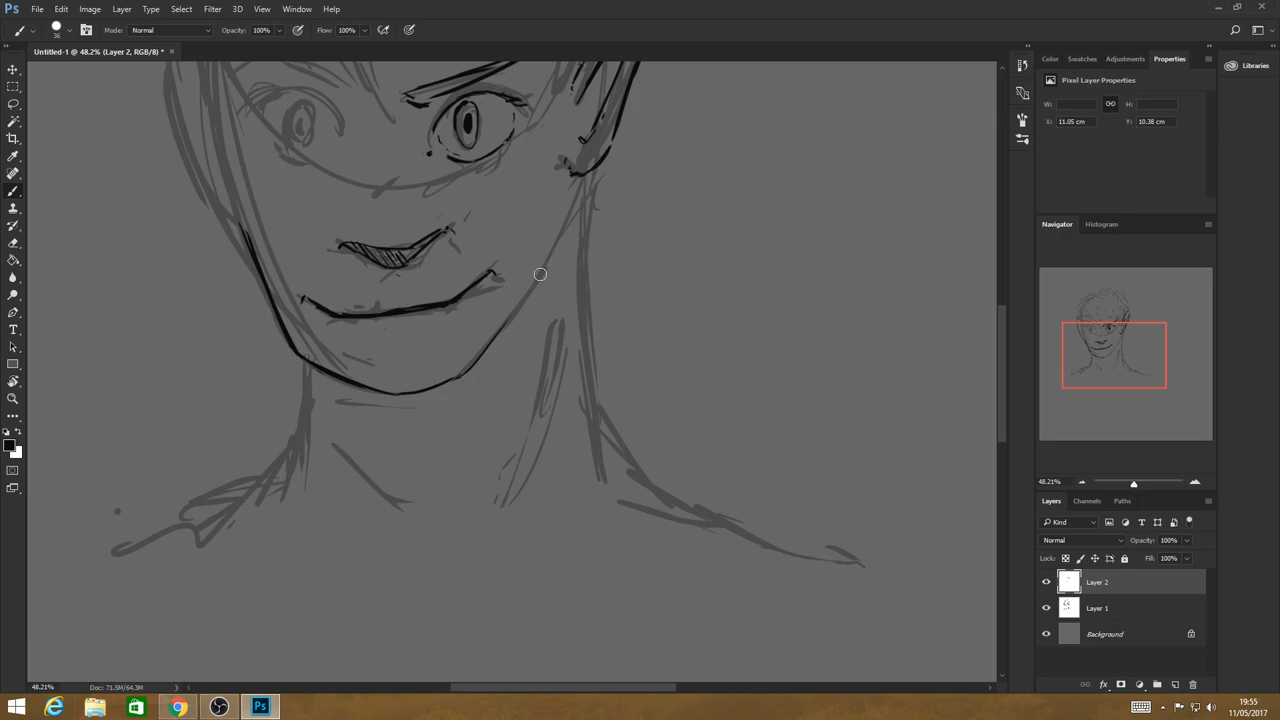 Ps File Edit Image Layer Type Select Filter 3D View Window Help
36 Mode: Normal Opacity: 100% Flow: 100%
Untitled-1 @ 48.2% (Layer 2, RGB/8) * ×
Color Swatches Adjustments Properties
Libraries
Pixel Layer Properties
W: H:
X: 11.05 cm Y: 10.38 cm
Navigator Histogram
48.21%
Layers Channels Paths
Kind
Normal Opacity: 100%
Lock: Fill: 100%
Layer 2
Layer 1
Background
48.21% Doc: 71.5M/64.3M
Ps
19:55
11/05/2017